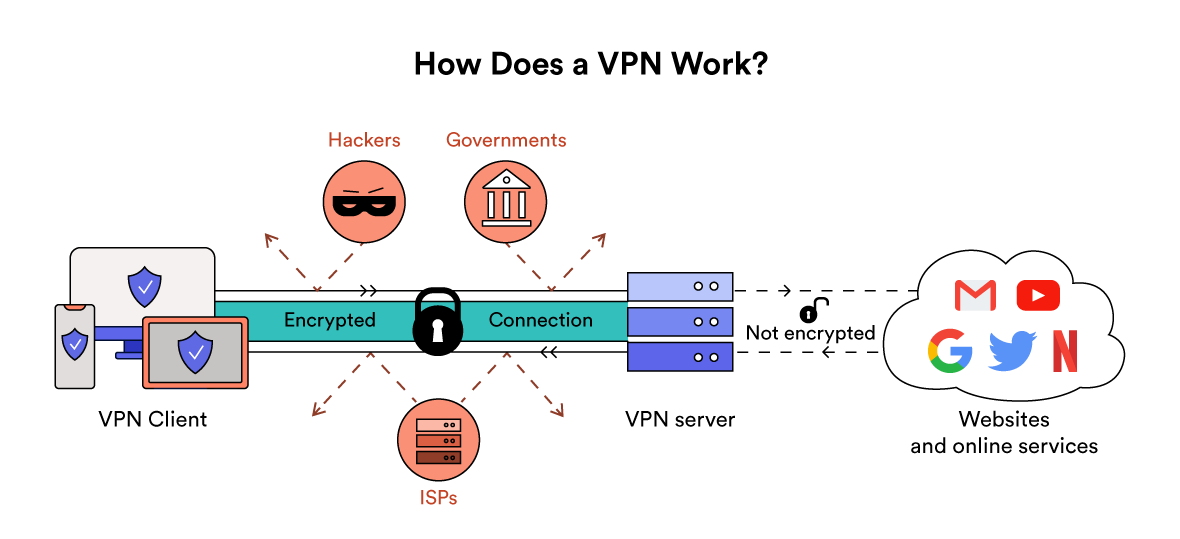 How Does a VPN Work?
Hackers
Governments
Encrypted
Connection
Not encrypted
VPN Client
VPN server
Websites
and online services
ISPs